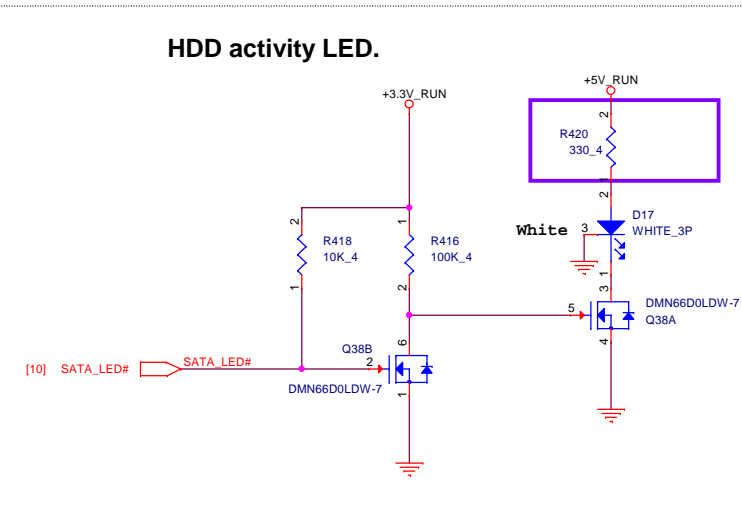 HDD activity LED.
+5V_RUN
+3.3V_RUN
2
R420
330_4
1
2
D17
White 3 WHITE_3P
2
1
R418
10K_4
R416
100K_4
1
1
2
3
DMN66D0LDW-7
5
Q38A
4
Q38B
6
[10] SATA_LED# SATA_LED#
2
DMN66D0LDW-7
1